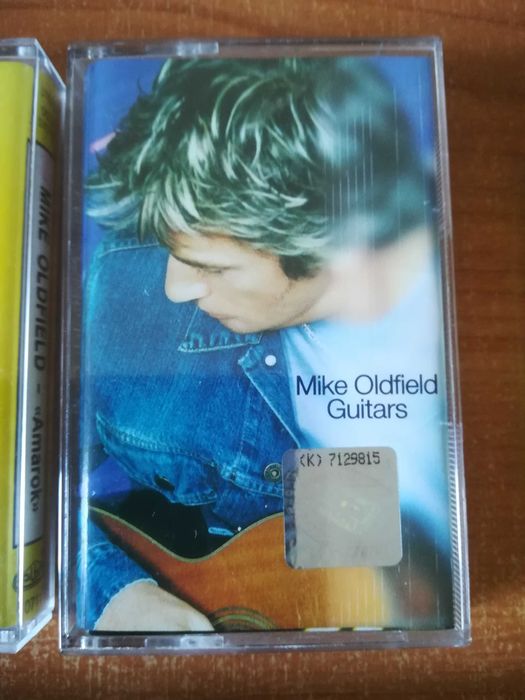 MIKE OLDFIELD - «Amarok»
Mike Oldfield
Guitars
(K) 7129815